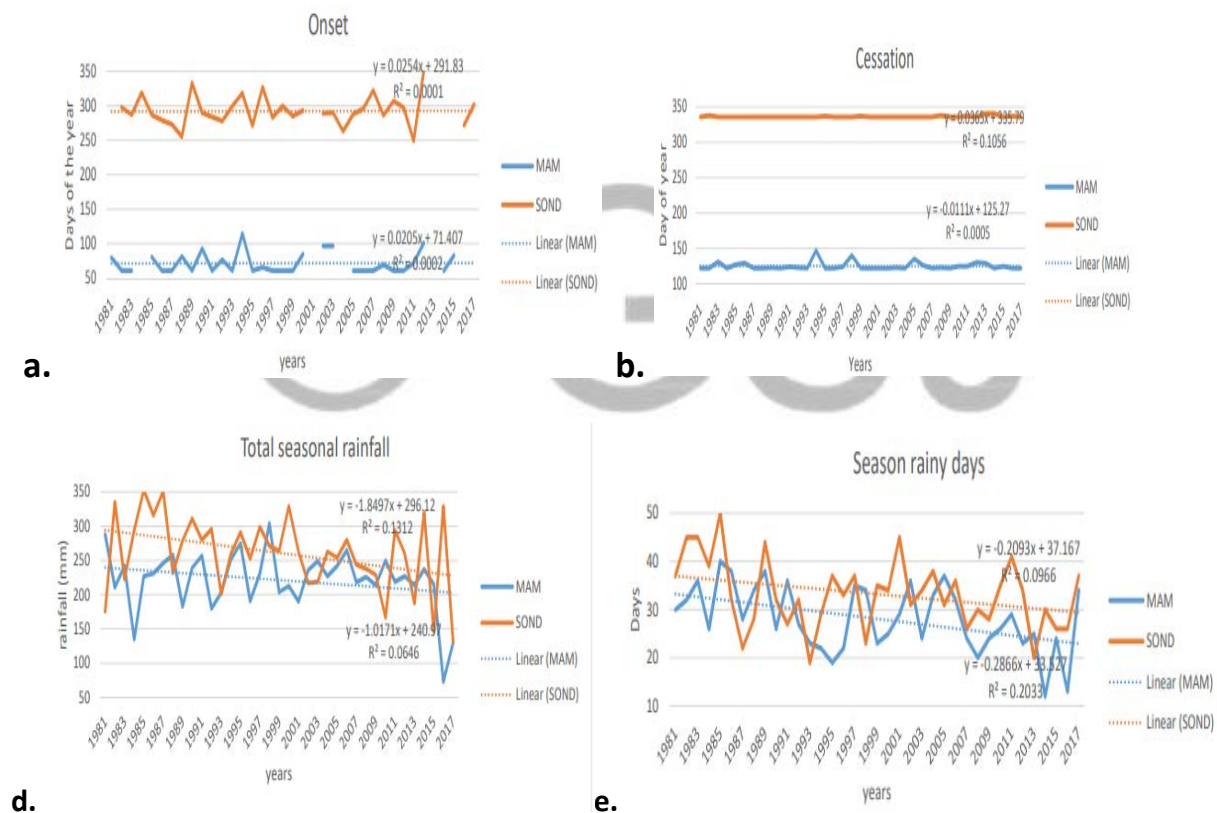 Onset
Days of the year
350
300
250
200
150
100
50
y = 0.0254x + 291.83
R² = 0.0001
y = 0.0205x + 71.407
R² = 0.0002
1981
1983
1985
1987
1989
1991
1993
1995
1997
1999
2001
2003
2005
2007
2009
2011
2013
2015
2017
years
MAM
SOND
Linear (MAM)
Linear (SOND)
a.
Cessation
Day of year
350
300
250
200
150
100
y = 0.0365x + 335.79
R² = 0.1056
y = -0.0111x + 125.27
R² = 0.0005
1981
1983
1985
1987
1989
1991
1993
1995
1997
1999
2001
2003
2005
2007
2009
2011
2013
2015
2017
Years
MAM
SOND
Linear (MAM)
Linear (SOND)
b.
Total seasonal rainfall
rainfall (mm)
350
300
250
200
150
100
50
y = -1.8497x + 296.12
R² = 0.1312
y = -1.0171x + 240.97
R² = 0.0646
1981
1983
1985
1987
1989
1991
1993
1995
1997
1999
2001
2003
2005
2007
2009
2011
2013
2015
2017
years
MAM
SOND
Linear (MAM)
Linear (SOND)
d.
Season rainy days
Days
50
40
30
20
10
y = -0.2093x + 37.167
R² = 0.0966
y = -0.2866x + 33.527
R² = 0.2033
1981
1983
1985
1987
1989
1991
1993
1995
1997
1999
2001
2003
2005
2007
2009
2011
2013
2015
2017
years
MAM
SOND
Linear (MAM)
Linear (SOND)
e.